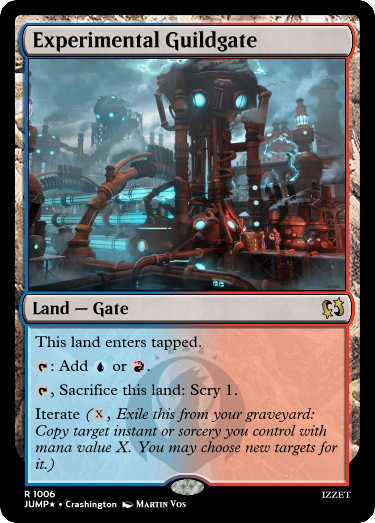 Experimental Guildgate
Land — Gate
This land enters tapped.
: Add or .
, Sacrifice this land: Scry 1.
Iterate (X, Exile this from your graveyard:
Copy target instant or sorcery you control with
mana value X. You may choose new targets for
it.)
R 1006
IZZET
JUMP★ • Crashington Martin Vos